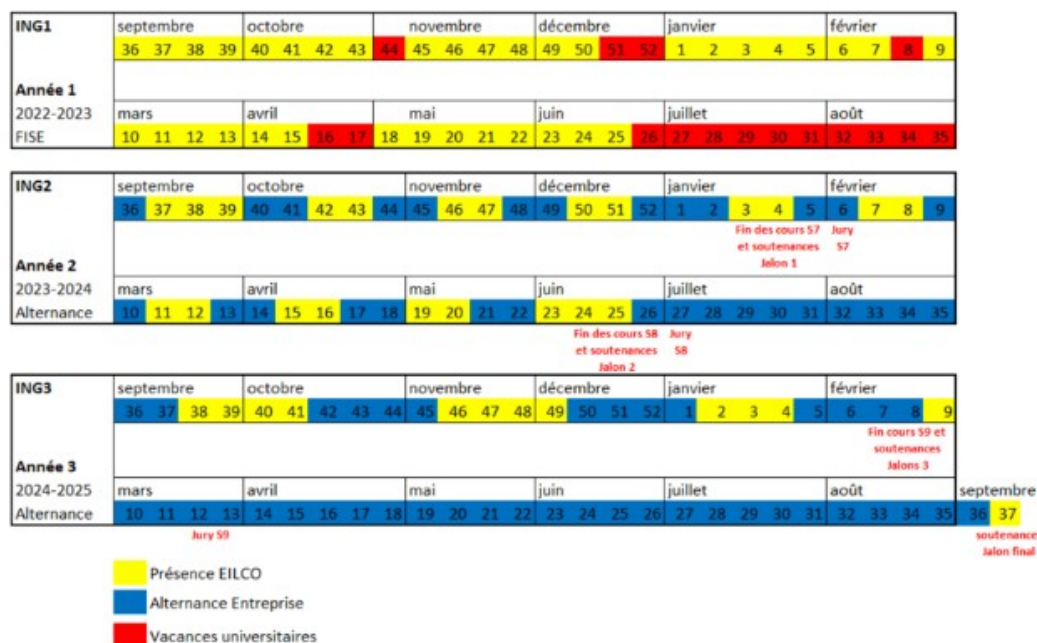 ING1 septembre octobre novembre décembre janvier février
36 37 38 39 40 41 42 43 44 45 46 47 48 49 50 51 52 1 2 3 4 5 6 7 8 9
Année 1
2022-2023 mars avril mai juin juillet août
FISE 10 11 12 13 14 15 16 17 18 19 20 21 22 23 24 25 26 27 28 29 30 31 32 33 34 35
ING2 septembre octobre novembre décembre janvier février
36 37 38 39 40 41 42 43 44 45 46 47 48 49 50 51 52 1 2 3 4 5 6 7 8 9
Fin des cours S7 Jury
et soutenances S7
Jalon 1
Année 2
2023-2024 mars avril mai juin juillet août
Alternance 10 11 12 13 14 15 16 17 18 19 20 21 22 23 24 25 26 27 28 29 30 31 32 33 34 35
Fin des cours S8 Jury
et soutenances S8
Jalon 2
ING3 septembre octobre novembre décembre janvier février
36 37 38 39 40 41 42 43 44 45 46 47 48 49 50 51 52 1 2 3 4 5 6 7 8 9
Fin cours S9 et
soutenances
Jalons 3
Année 3
2024-2025 mars avril mai juin juillet août septembre
Alternance 10 11 12 13 14 15 16 17 18 19 20 21 22 23 24 25 26 27 28 29 30 31 32 33 34 35 36 37
Jury S9 soutenance
Jalon final
Présence EILCO
Alternance Entreprise
Vacances universitaires